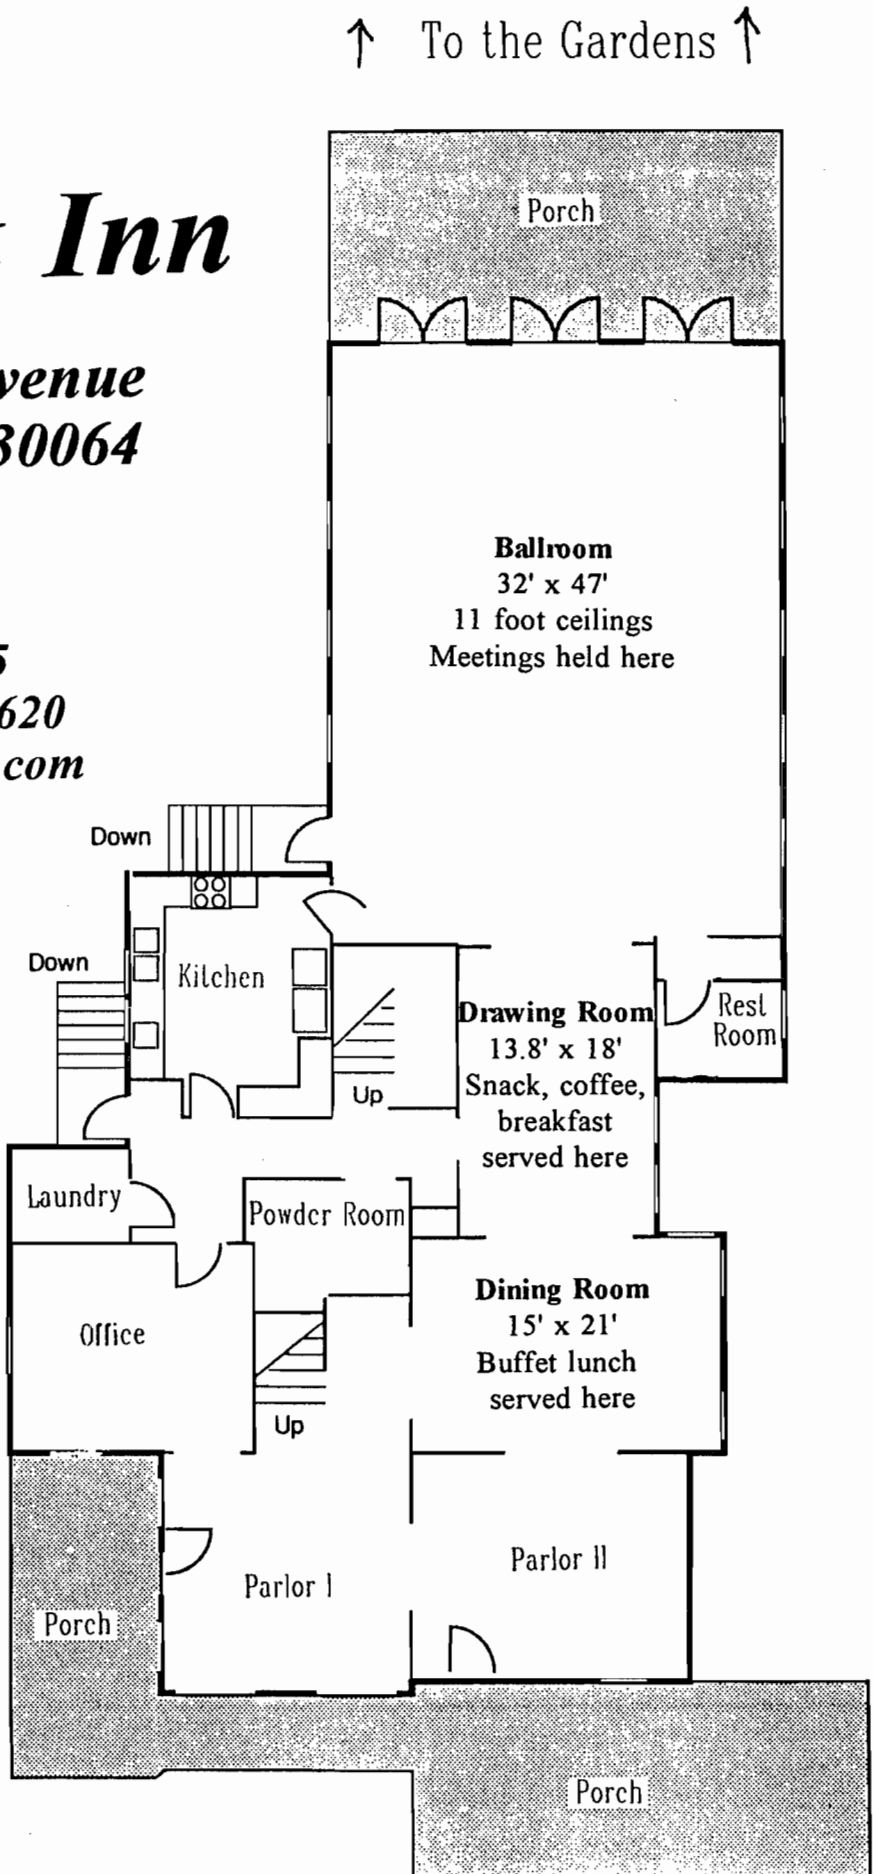 To the Gardens
Porch
Inn
venue
30064
Ballroom
32' x 47'
11 foot ceilings
Meetings held here
620
com
Down
Down
Kitchen
Drawing Room
13.8' x 18'
Snack, coffee,
breakfast
served here
Rest
Room
Up
Laundry
Powder Room
Dining Room
15' x 21'
Buffet lunch
served here
Office
Up
Parlor I
Parlor II
Porch
Porch